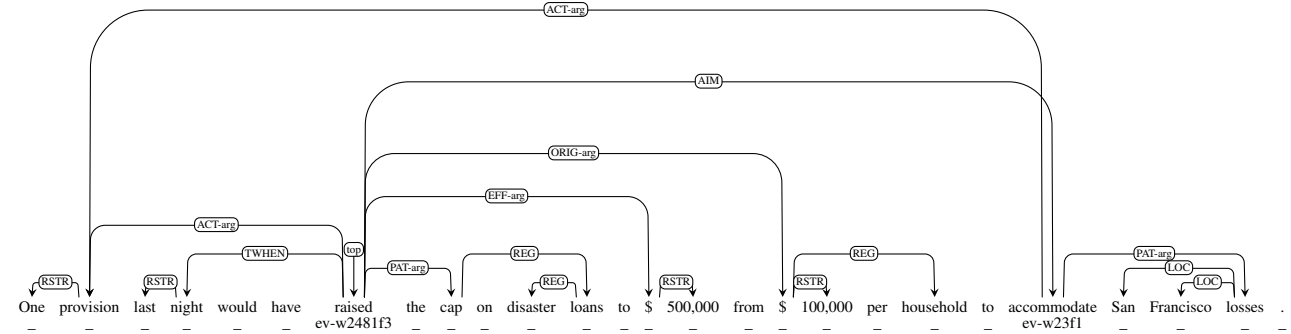 ACT-arg
AIM
ORIG-arg
EFF-arg
ACT-arg
TWHEN top REG REG
PAT-arg PAT-arg
LOC
RSTR RSTR REG RSTR RSTR LOC
One provision last night would have raised the cap on disaster loans to $ 500,000 from $ 100,000 per household to accommodate San Francisco losses .
_ _ _ _ _ _ ev-w2481f3 _ _ _ _ _ _ _ _ _ _ _ _ _ _ ev-w23f1 _ _ _ _